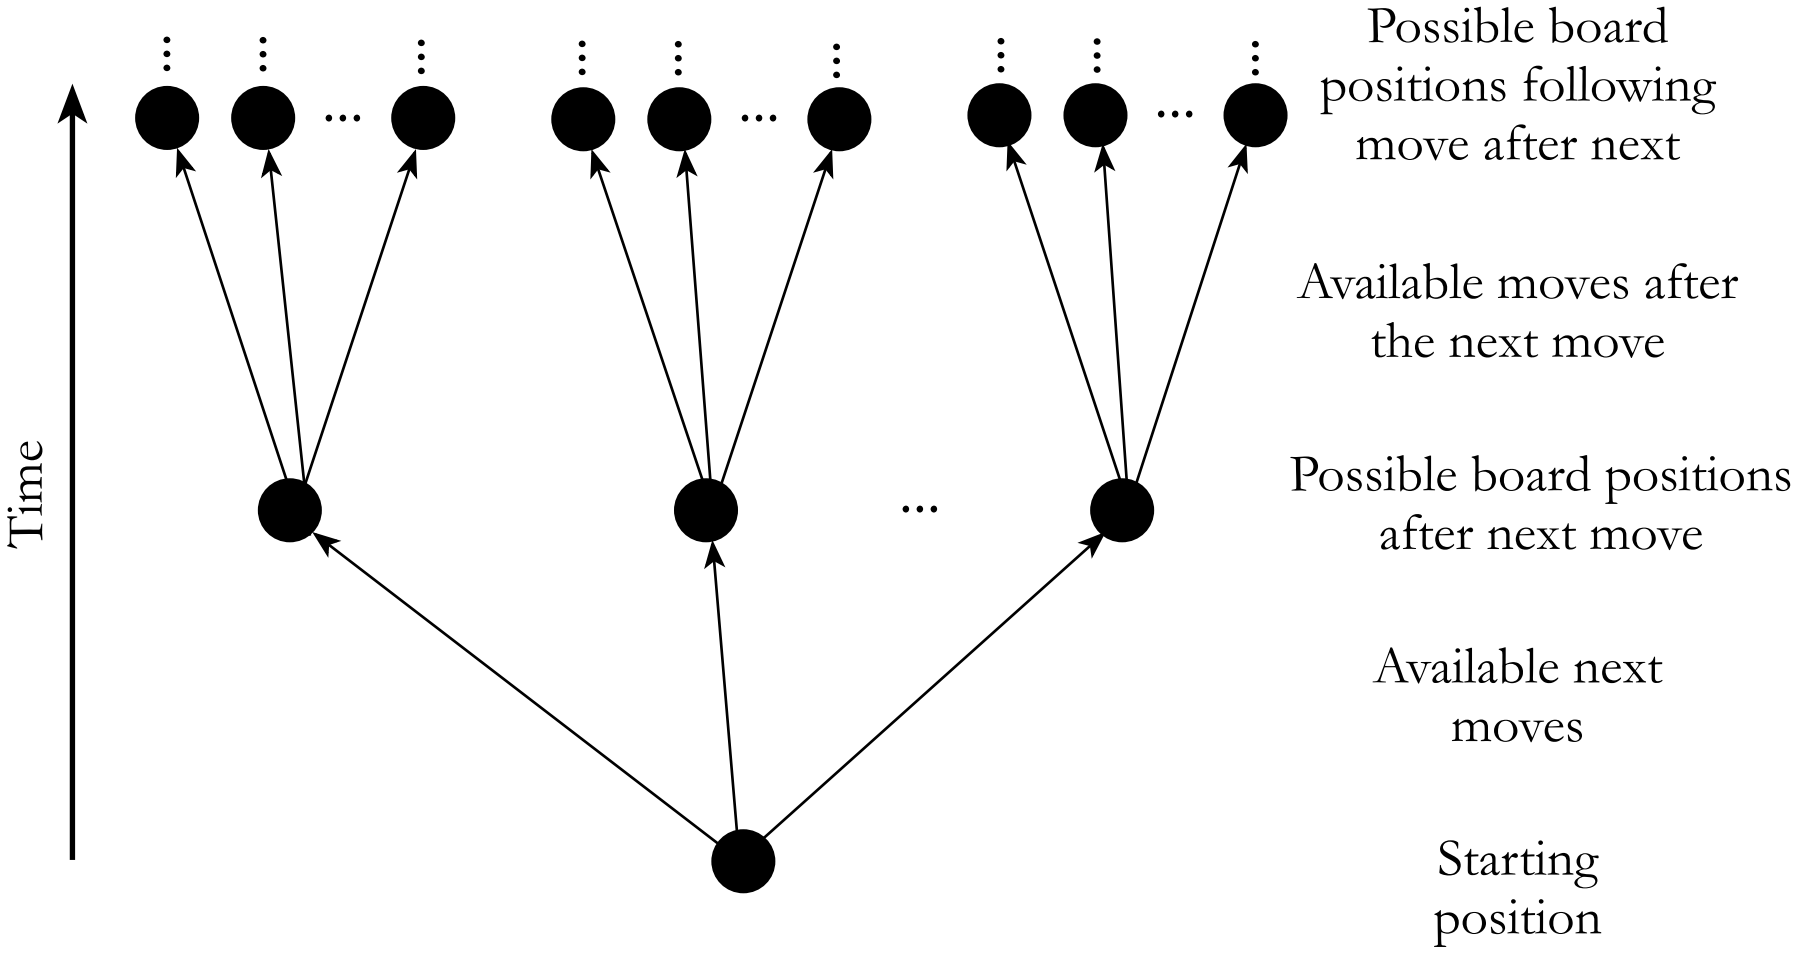 Possible board
positions following
move after next
Available moves after
the next move
Possible board positions
after next move
Available next
moves
Starting
position
Time